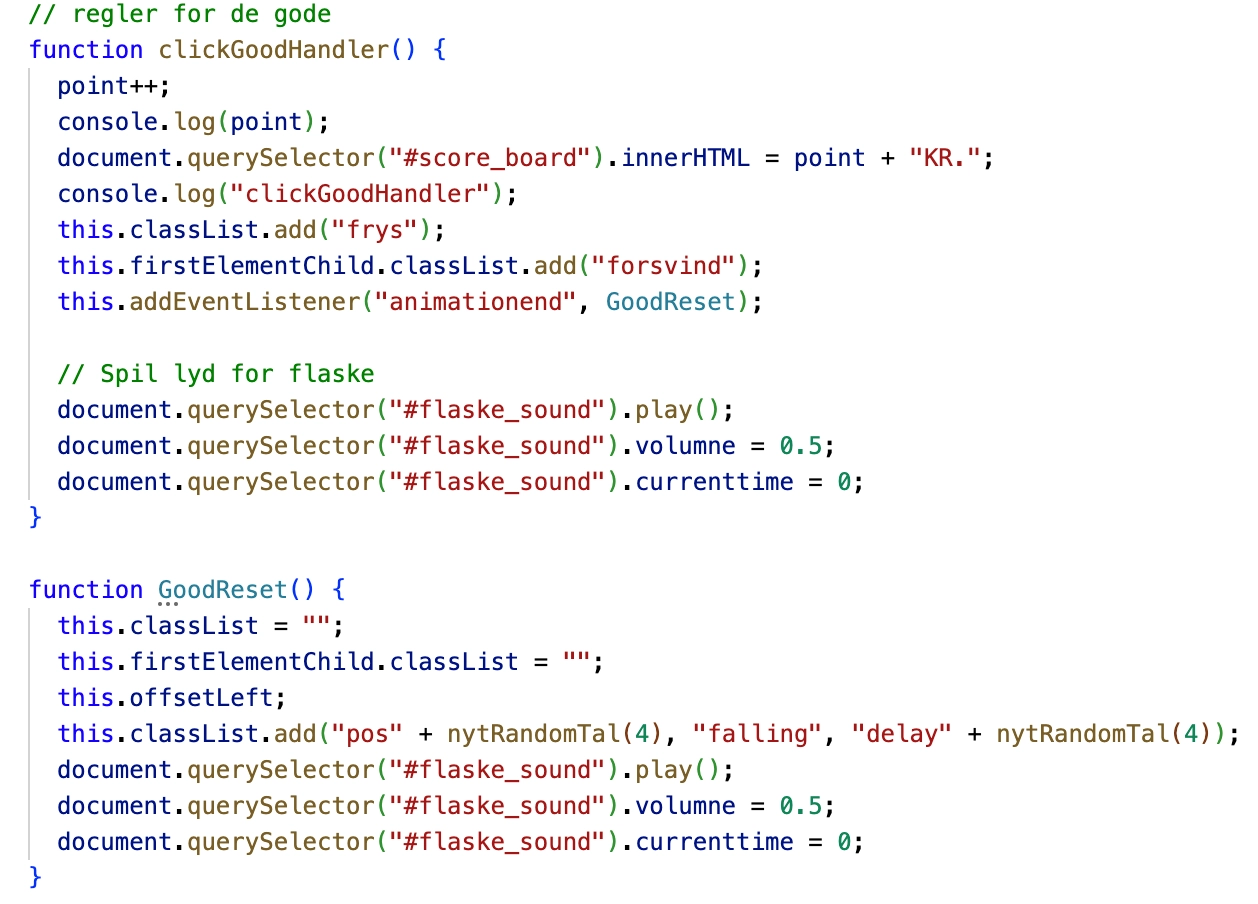 // regler for de gode
function clickGoodHandler() {
  point++;
  console.log(point);
  document.querySelector("#score_board").innerHTML = point + "KR.";
  console.log("clickGoodHandler");
  this.classList.add("frys");
  this.firstElementChild.classList.add("forsvind");
  this.addEventListener("animationend", GoodReset);

  // Spil lyd for flaske
  document.querySelector("#flaske_sound").play();
  document.querySelector("#flaske_sound").volumne = 0.5;
  document.querySelector("#flaske_sound").currenttime = 0;
}

function GoodReset() {
  this.classList = "";
  this.firstElementChild.classList = "";
  this.offsetLeft;
  this.classList.add("pos" + nytRandomTal(4), "falling", "delay" + nytRandomTal(4));
  document.querySelector("#flaske_sound").play();
  document.querySelector("#flaske_sound").volumne = 0.5;
  document.querySelector("#flaske_sound").currenttime = 0;
}